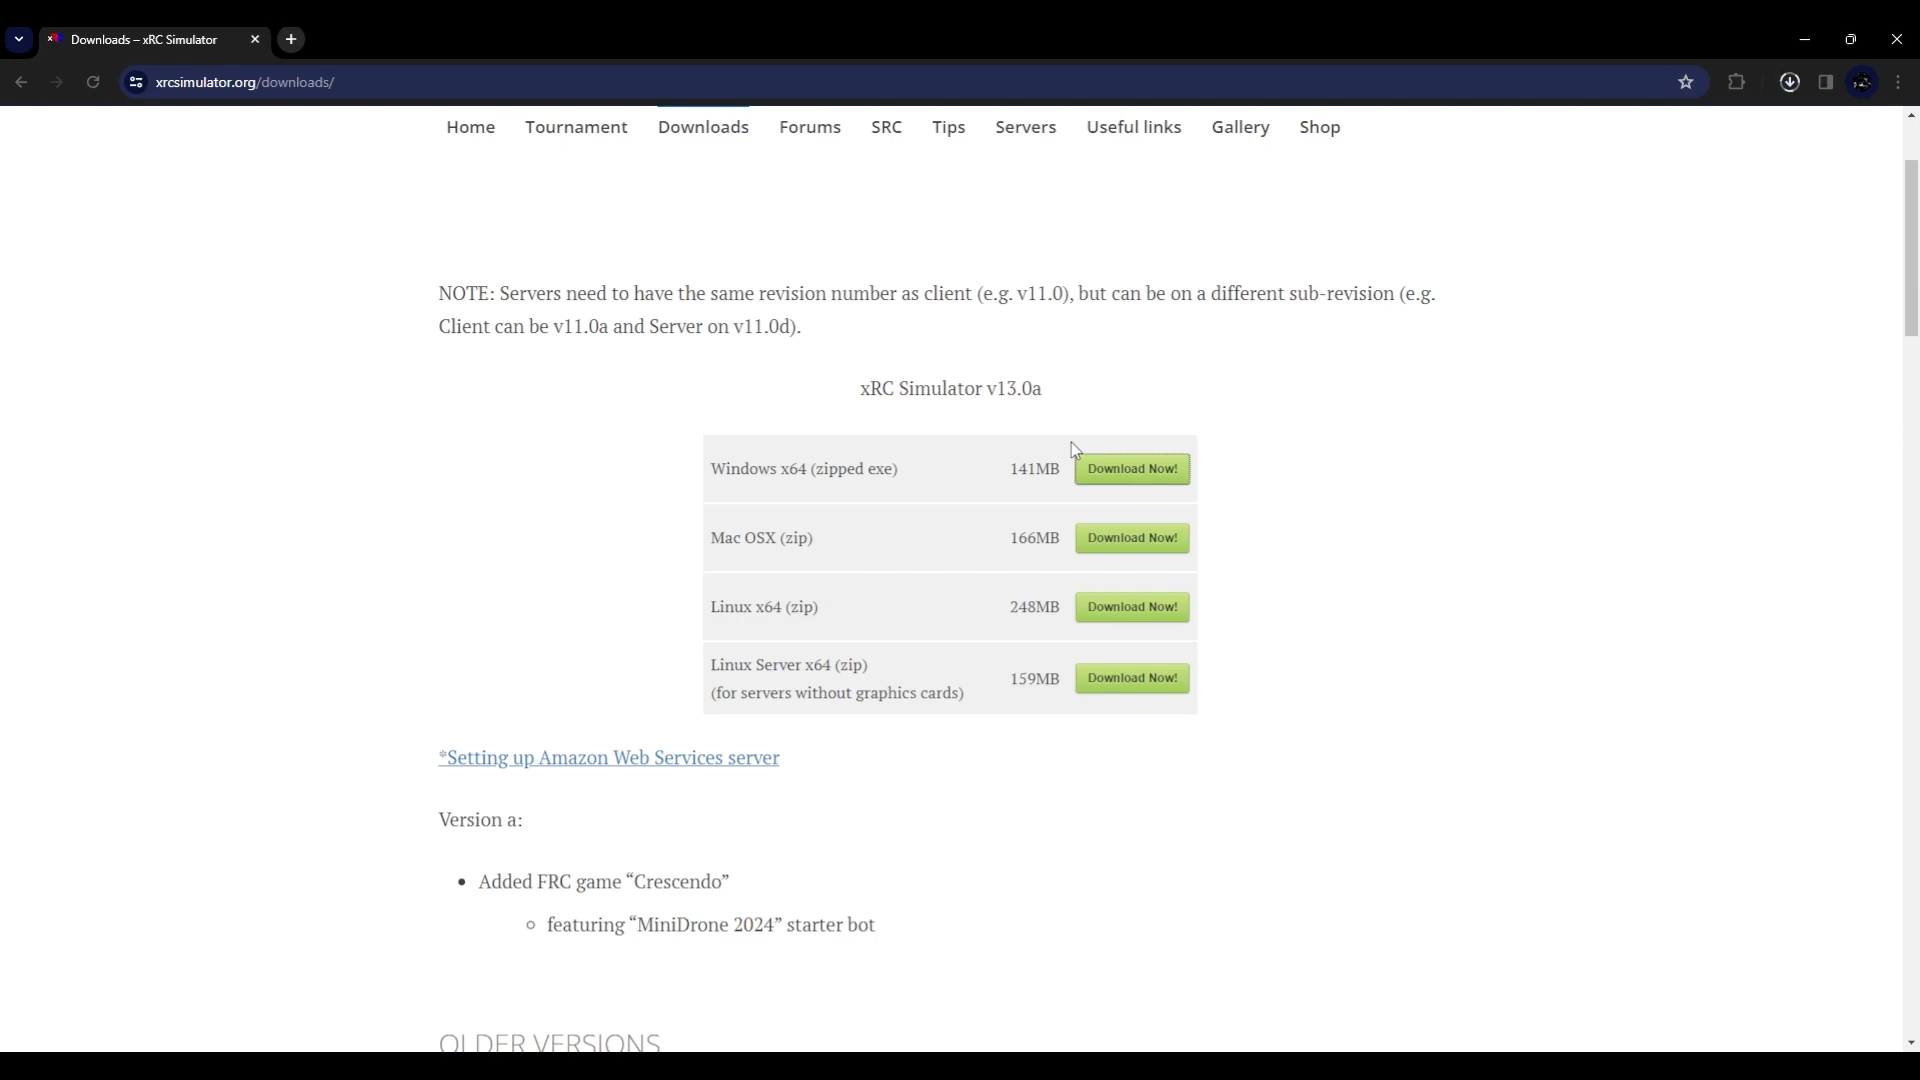 Downloads – xRC Simulator
xrcsimulator.org/downloads/
Home Tournament Downloads Forums SRC Tips Servers Useful links Gallery Shop
NOTE: Servers need to have the same revision number as client (e.g. v11.0), but can be on a different sub-revision (e.g.
Client can be v11.0a and Server on v11.0d).
xRC Simulator v13.0a
Windows x64 (zipped exe) 141MB Download Now!
Mac OSX (zip) 166MB Download Now!
Linux x64 (zip) 248MB Download Now!
Linux Server x64 (zip)
(for servers without graphics cards) 159MB Download Now!
*Setting up Amazon Web Services server
Version a:
• Added FRC game “Crescendo”
○ featuring “MiniDrone 2024” starter bot
OLDER VERSIONS